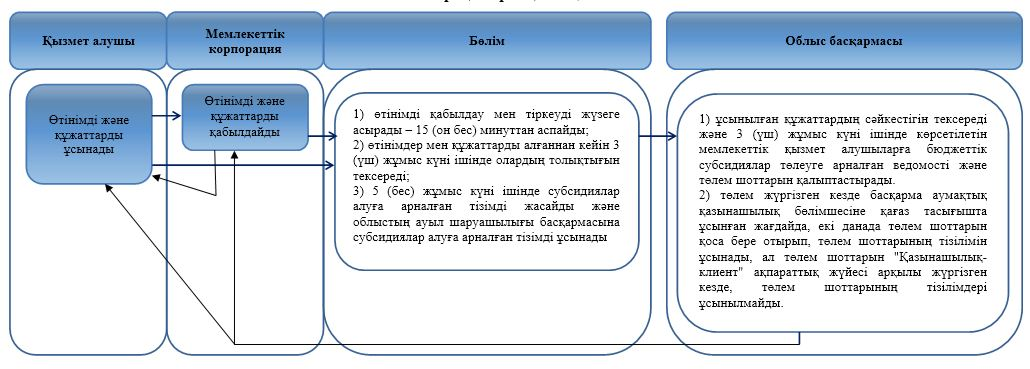 Қызмет алушы
Мемлекеттік
корпорация
Бөлім
Облыс басқармасы
Өтінімді және
құжаттарды
ұсынады
Өтінімді және
құжаттарды
қабылдайды
1) өтінімді қабылдау мен тіркеуді жүзеге
асырады – 15 (он бес) минуттан аспайды;
2) өтінімдер мен құжаттарды алғаннан кейін 3
(үш) жұмыс күні ішінде олардың толықтығын
тексереді;
3) 5 (бес) жұмыс күні ішінде субсидиялар
алуға арналған тізімді жасайды және
облыстың ауыл шаруашылығы басқармасына
субсидиялар алуға арналған тізімді ұсынады
1) ұсынылған құжаттардың сәйкестігін тексереді
және 3 (үш) жұмыс күні ішінде көрсетілетін
мемлекеттік қызмет алушыларға бюджеттік
субсидиялар төлеуге арналған ведомості және
төлем шоттарын қалыптастырады.
2) төлем жүргізген кезде басқарма аумақтық
қазынашылық бөлімшесіне қағаз тасығышта
ұсынған жағдайда, екі данада төлем шоттарын
қоса бере отырып, төлем шоттарының тізілімін
ұсынады, ал төлем шоттарын "Қазынашылық-
клиент" ақпараттық жүйесі арқылы жүргізген
кезде, төлем шоттарының тізілімдері
ұсынылмайды.